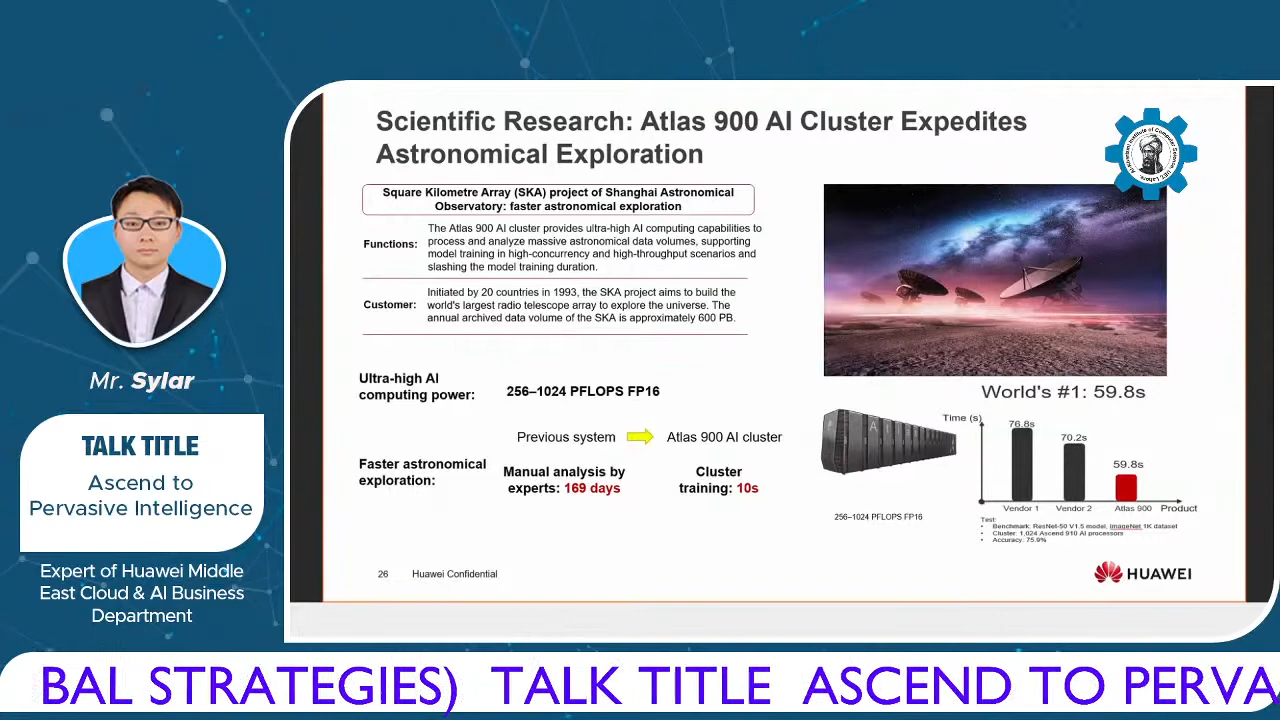 Scientific Research: Atlas 900 AI Cluster Expedites
Astronomical Exploration
Square Kilometre Array (SKA) project of Shanghai Astronomical
Observatory: faster astronomical exploration
Functions:
The Atlas 900 AI cluster provides ultra-high AI computing capabilities to
process and analyze massive astronomical data volumes, supporting
model training in high-concurrency and high-throughput scenarios and
slashing the model training duration.
Customer:
Initiated by 20 countries in 1993, the SKA project aims to build the
world's largest radio telescope array to explore the universe. The
annual archived data volume of the SKA is approximately 600 PB.
Ultra-high AI
computing power:
256–1024 PFLOPS FP16
Previous system
Atlas 900 AI cluster
Faster astronomical
exploration:
Manual analysis by
experts: 169 days
Cluster
training: 10s
256–1024 PFLOPS FP16
World's #1: 59.8s
Time (s)
76.8s
70.2s
59.8s
Vendor 1
Vendor 2
Atlas 900
Product
Test:
• Benchmark: ResNet-50 V1.5 model, ImageNet 1K dataset
• Cluster: 1,024 Ascend 910 AI processors
• Accuracy: 75.9%
26
Huawei Confidential
HUAWEI
Mr. Sylar
TALK TITLE
Ascend to
Pervasive Intelligence
Expert of Huawei Middle
East Cloud & AI Business
Department
BAL STRATEGIES) TALK TITLE ASCEND TO PERVA